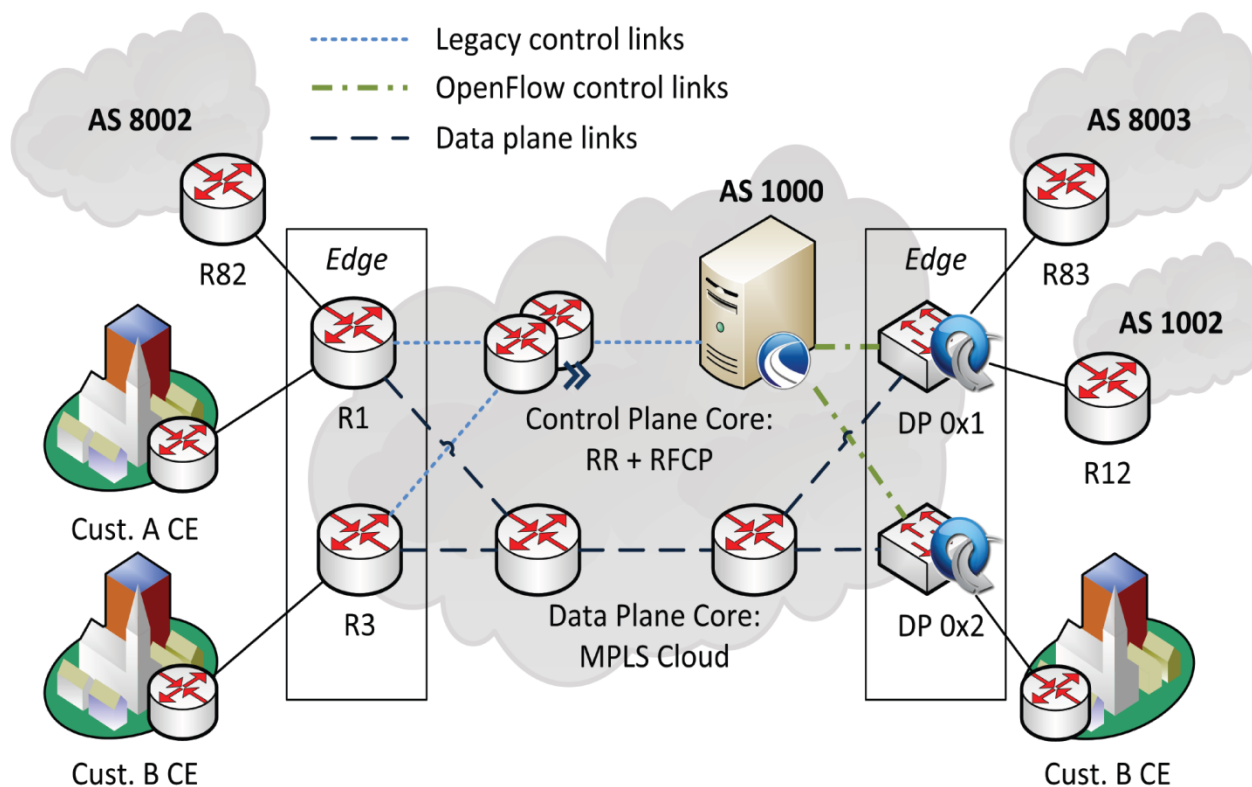 Legacy control links
OpenFlow control links
Data plane links
AS 8002
AS 8003
AS 1000
R82
Edge
Edge
R83
AS 1002
R1
Control Plane Core:
RR + RFCP
DP 0x1
R12
Cust. A CE
R3
Data Plane Core:
MPLS Cloud
DP 0x2
Cust. B CE
Cust. B CE